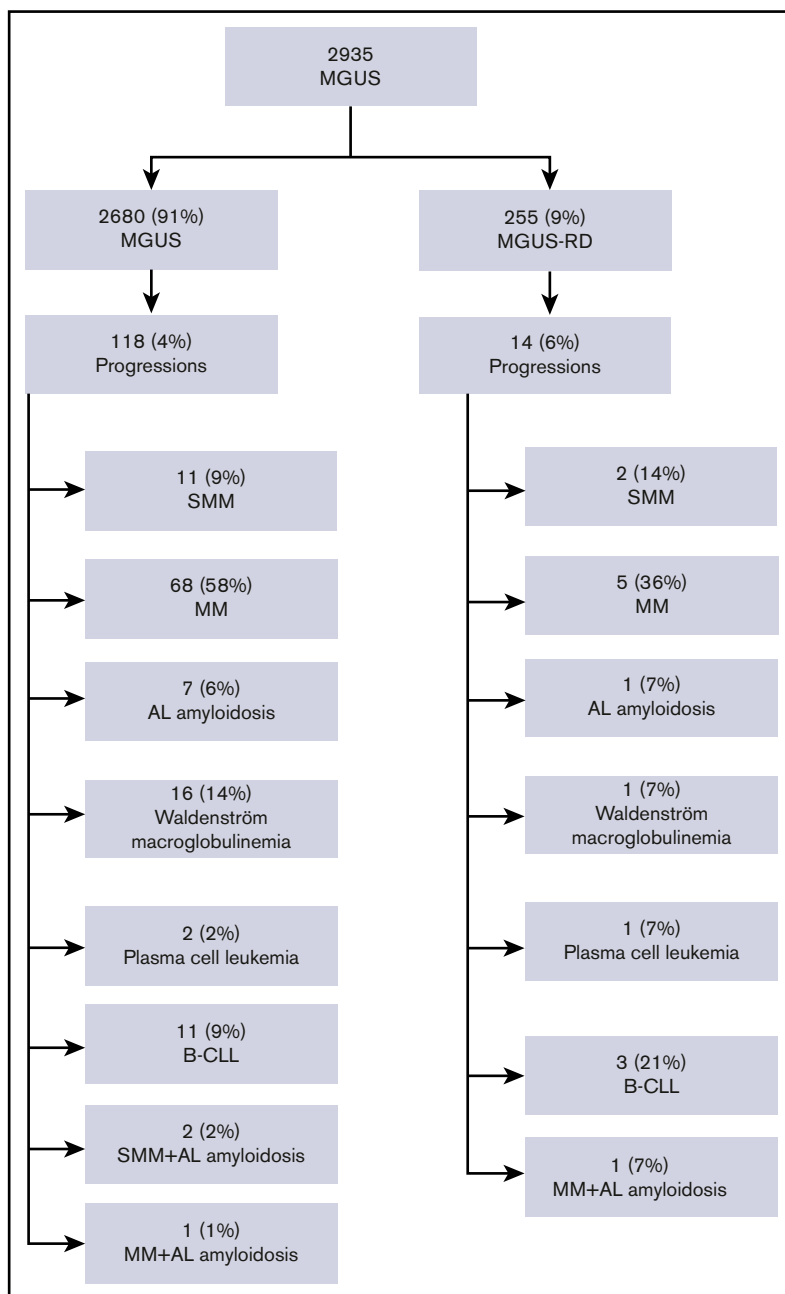 2935
MGUS
2680 (91%)
MGUS
255 (9%)
MGUS-RD
118 (4%)
Progressions
14 (6%)
Progressions
11 (9%)
SMM
68 (58%)
MM
7 (6%)
AL amyloidosis
16 (14%)
Waldenström
macroglobulinemia
2 (2%)
Plasma cell leukemia
11 (9%)
B-CLL
2 (2%)
SMM+AL amyloidosis
1 (1%)
MM+AL amyloidosis
2 (14%)
SMM
5 (36%)
MM
1 (7%)
AL amyloidosis
1 (7%)
Waldenström
macroglobulinemia
1 (7%)
Plasma cell leukemia
3 (21%)
B-CLL
1 (7%)
MM+AL amyloidosis